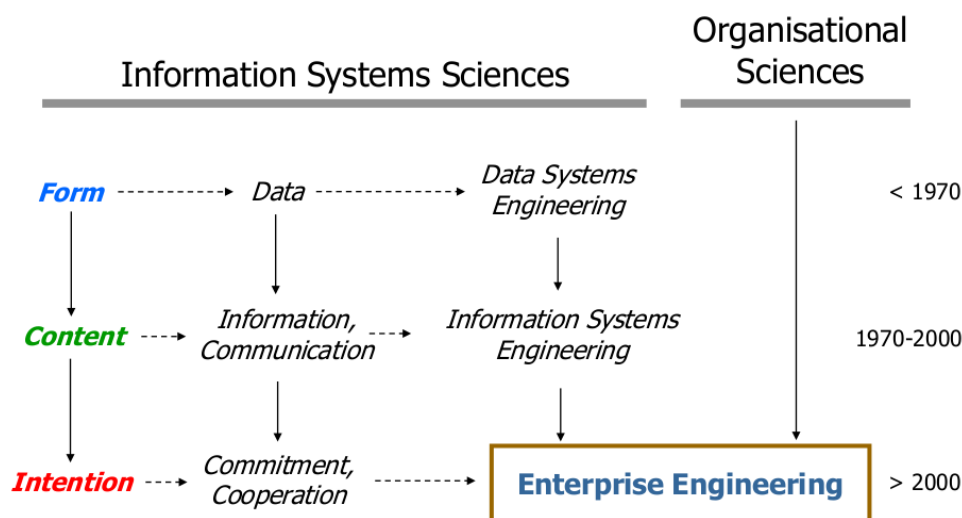 Information Systems Sciences
Organisational
Sciences
Form
Data
Data Systems
Engineering
< 1970
Content
Information,
Communication
Information Systems
Engineering
1970-2000
Intention
Commitment,
Cooperation
Enterprise Engineering
> 2000